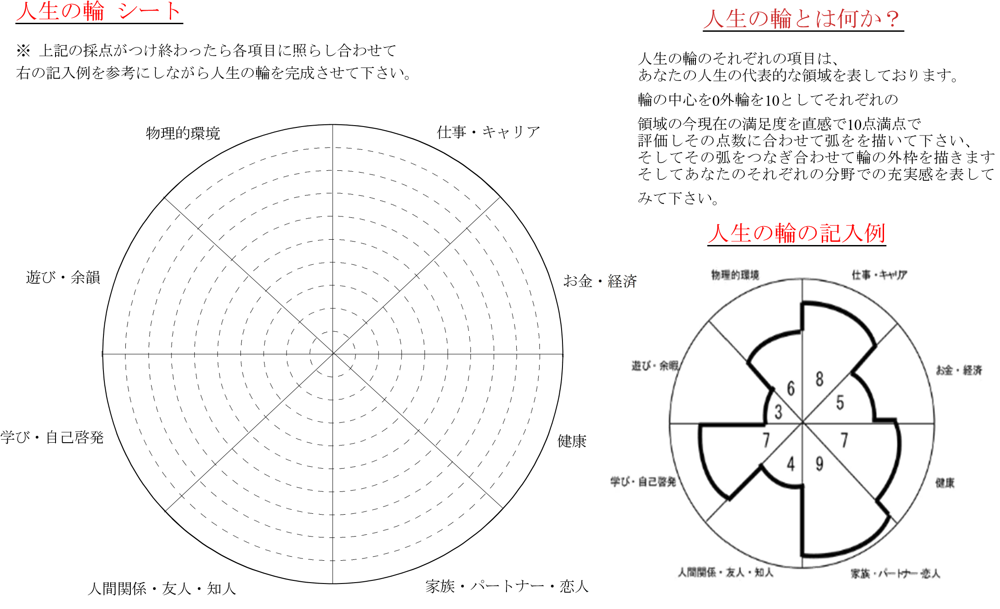 人生の輪 シート
※ 上記の採点がつけ終わったら各項目に照らし合わせて
右の記入例を参考にしながら人生の輪を完成させて下さい。
物理的環境
仕事・キャリア
遊び・余韻
お金・経済
学び・自己啓発
健康
人間関係・友人・知人
家族・パートナー・恋人
人生の輪とは何か？
人生の輪のそれぞれの項目は、
あなたの人生の代表的な領域を表しております。
輪の中心を0外輪を10としてそれぞれの
領域の今現在の満足度を直感で10点満点で
評価しその点数に合わせて弧をを描いて下さい、
そしてその弧をつなぎ合わせて輪の外枠を描きます
そしてあなたのそれぞれの分野での充実感を表して
みて下さい。
人生の輪の記入例
物理的環境
仕事・キャリア
遊び・余暇
お金・経済
6
8
3
5
7
7
4
9
学び・自己啓発
健康
人間関係・友人・知人
家族・パートナー・恋人